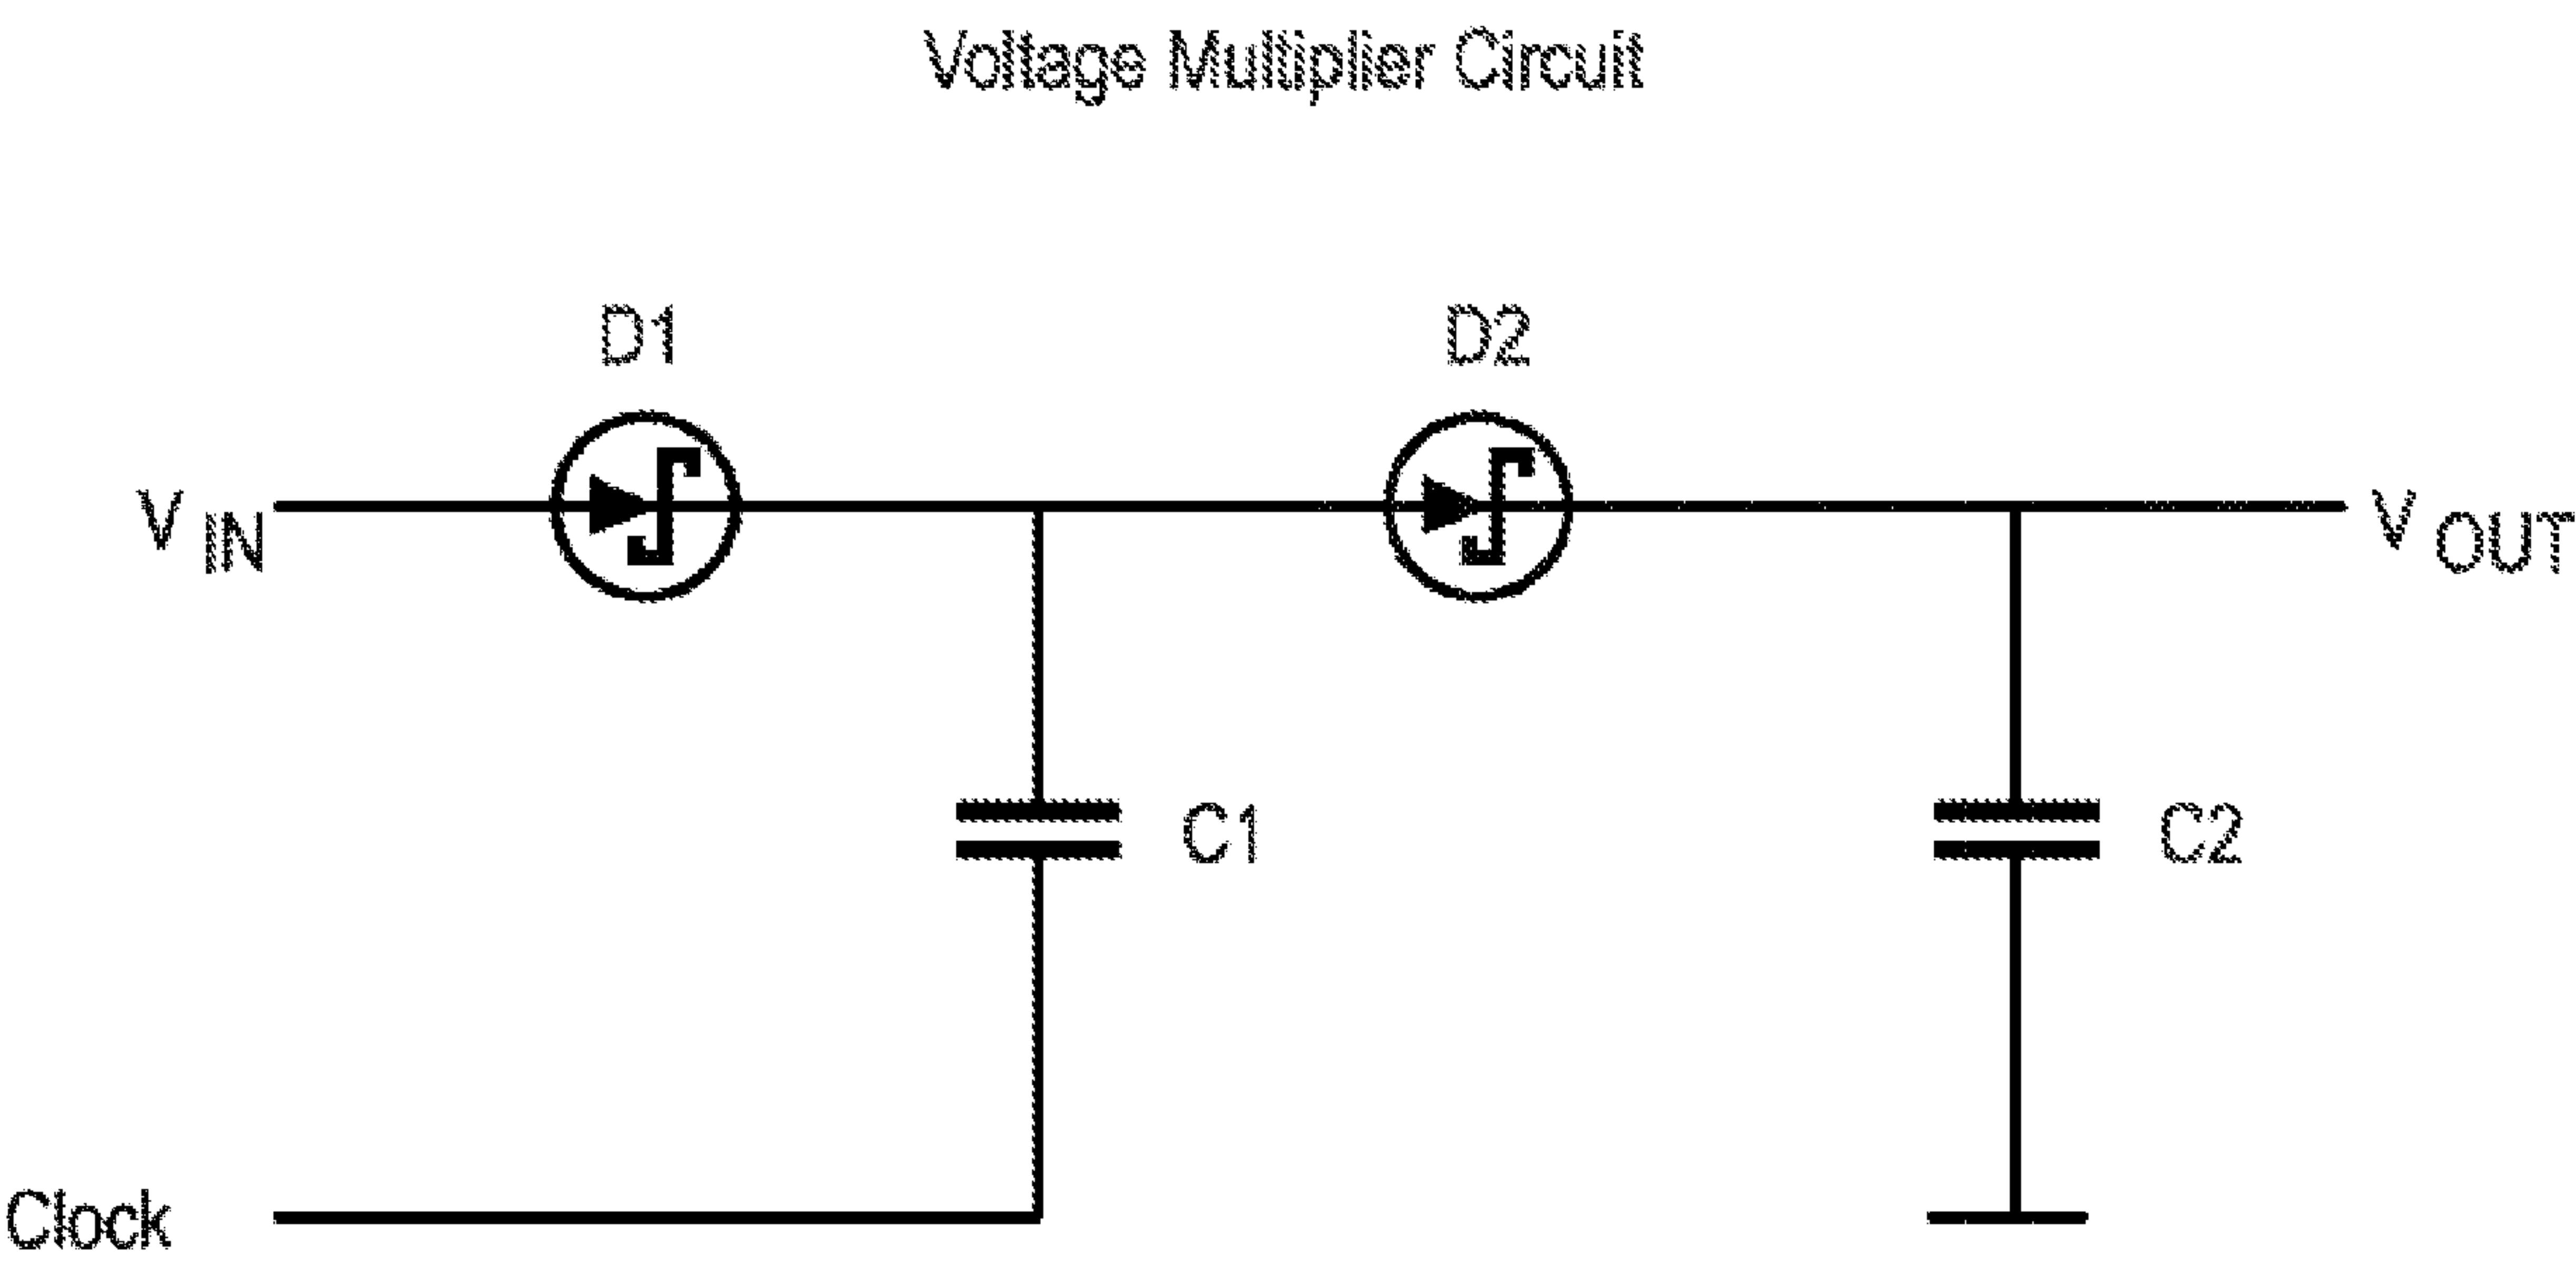 Voltage Multiplier Circuit
D1 D2
V IN V OUT
C1 C2
Clock